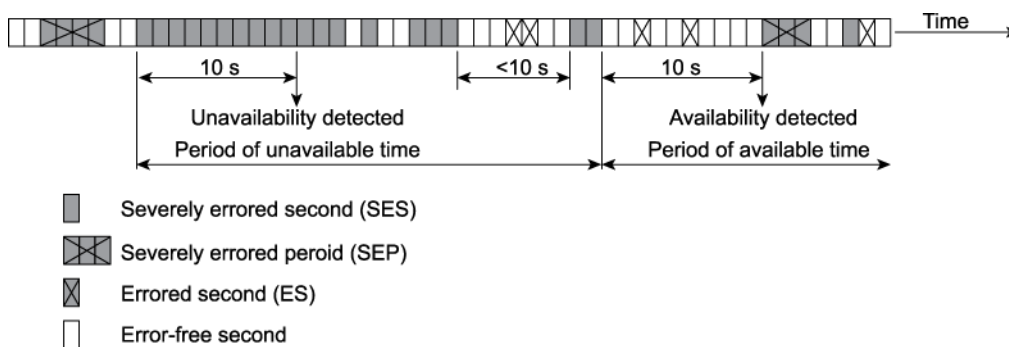 Time
10 s
<10 s
10 s
Unavailability detected
Availability detected
Period of unavailable time
Period of available time
Severely errored second (SES)
Severely errored peroid (SEP)
Errored second (ES)
Error-free second